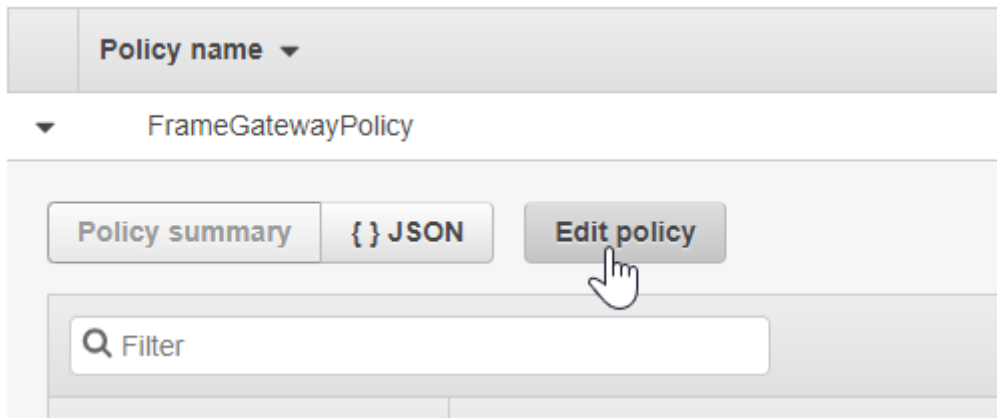 Policy name
FrameGatewayPolicy
Policy summary { } JSON Edit policy
Filter